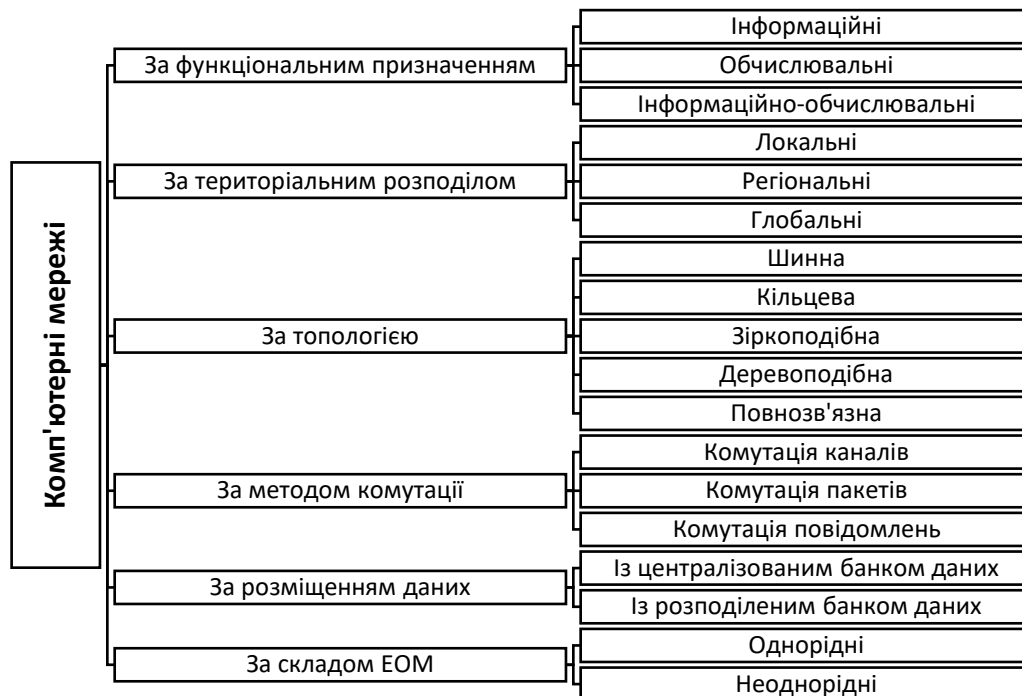 Комп'ютерні мережі
За функціональним призначенням
Інформаційні
Обчислювальні
Інформаційно-обчислювальні
За територіальним розподілом
Локальні
Регіональні
Глобальні
За топологією
Шинна
Кільцева
Зіркоподібна
Деревоподібна
Повнозв'язна
За методом комутації
Комутація каналів
Комутація пакетів
Комутація повідомлень
За розміщенням даних
Із централізованим банком даних
Із розподіленим банком даних
За складом ЕОМ
Однорідні
Неоднорідні